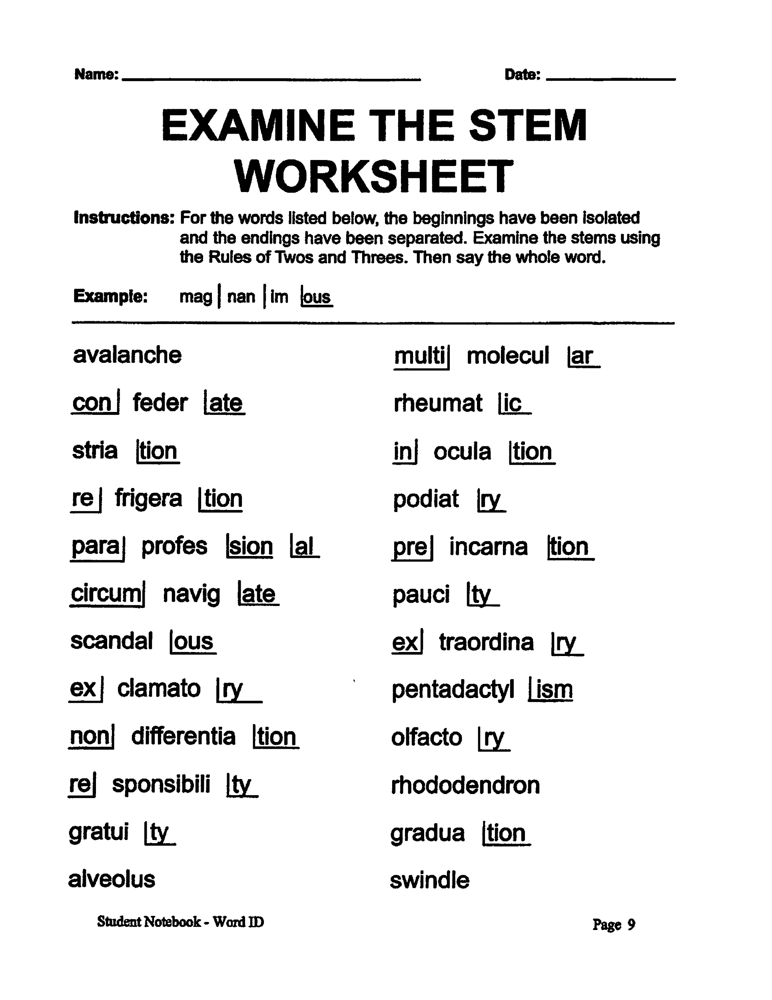 Name: Date:
EXAMINE THE STEM
WORKSHEET
Instructions: For the words listed below, the beginnings have been isolated
and the endings have been separated. Examine the stems using
the Rules of Twos and Threes. Then say the whole word.
Example: mag | nan | im |ous
avalanche
con| feder |ate
stria |tion
re| frigera |tion
para| profes |sion |al
circum| navig |ate
scandal |ous
ex| clamato |ry
non| differentia |tion
re| sponsibili |ty
gratui |ty
alveolus
multi| molecul |ar
rheumat |ic
in| ocula |tion
podiat |ry
pre| incarna |tion
pauci |ty
ex| traordina |ry
pentadactyl |ism
olfacto |ry
rhododendron
gradua |tion
swindle
Student Notebook - Word ID
Page 9